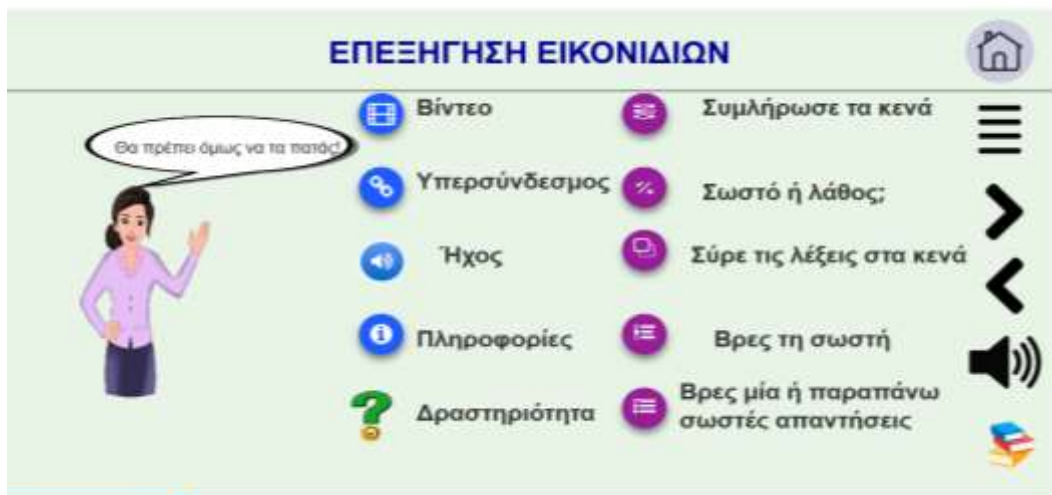 ΕΠΕΞΗΓΗΣΗ ΕΙΚΟΝΙΔΙΩΝ
Θα πρέπει όμως να τα πατάς!
Βίντεο
Υπερσύνδεσμος
Ήχος
Πληροφορίες
Δραστηριότητα
Συμλήρωσε τα κενά
Σωστό ή λάθος;
Σύρε τις λέξεις στα κενά
Βρες τη σωστή
Βρες μία ή παραπάνω
σωστές απαντήσεις